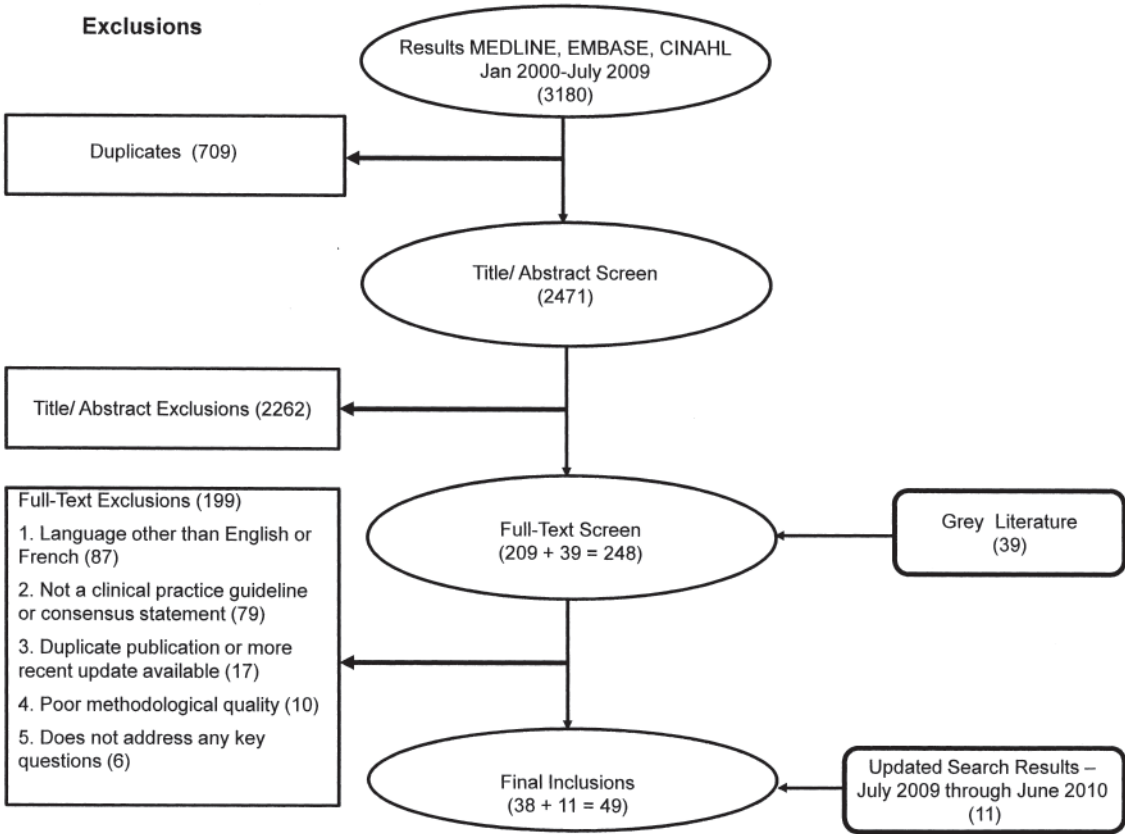 Exclusions
Results MEDLINE, EMBASE, CINAHL
Jan 2000-July 2009
(3180)
Duplicates (709)
Title/ Abstract Screen
(2471)
Title/ Abstract Exclusions (2262)
Full-Text Exclusions (199)
1. Language other than English or
French (87)
2. Not a clinical practice guideline
or consensus statement (79)
3. Duplicate publication or more
recent update available (17)
4. Poor methodological quality (10)
5. Does not address any key
questions (6)
Full-Text Screen
(209 + 39 = 248)
Grey Literature
(39)
Final Inclusions
(38 + 11 = 49)
Updated Search Results –
July 2009 through June 2010
(11)